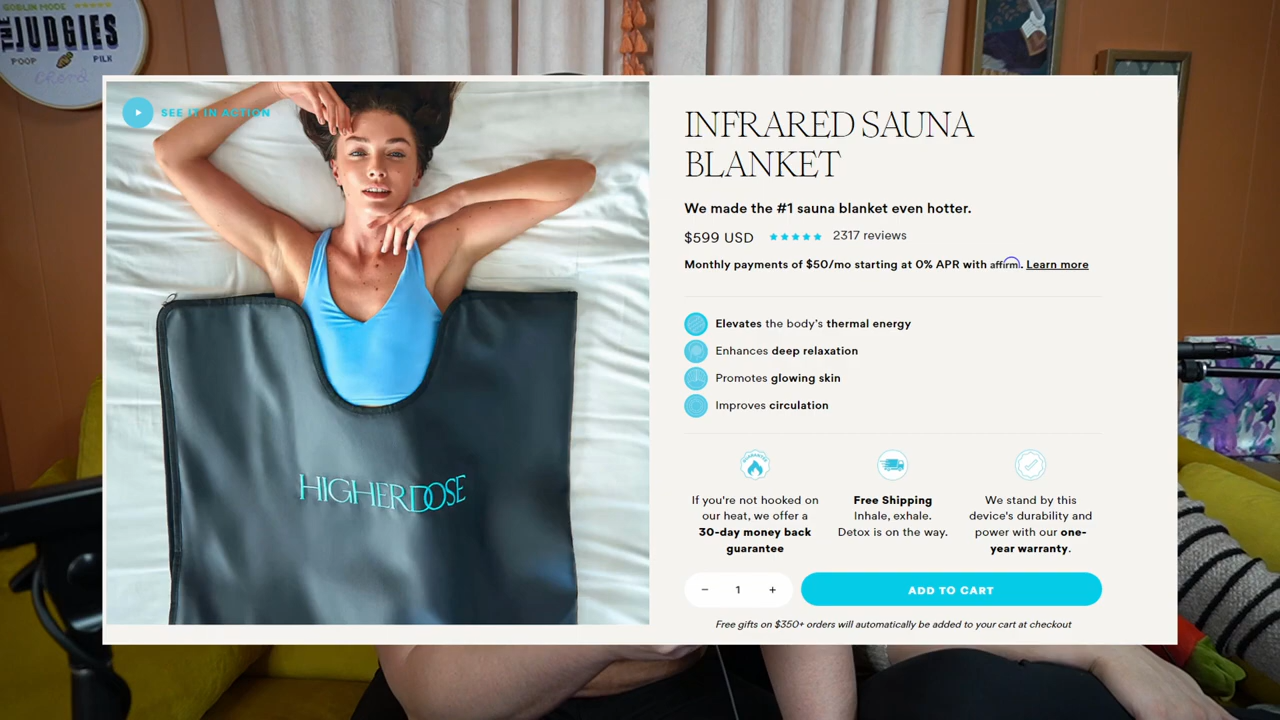 GOBLIN MODE ★★★★★
THE JUDGIES
POOP PILK
SEE IT IN ACTION
HIGHERDOSE
INFRARED SAUNA
BLANKET
We made the #1 sauna blanket even hotter.
$599 USD ★★★★★ 2317 reviews
Monthly payments of $50/mo starting at 0% APR with affirm. Learn more
Elevates the body's thermal energy
Enhances deep relaxation
Promotes glowing skin
Improves circulation
GUARANTEE
If you're not hooked on
our heat, we offer a
30-day money back
guarantee
Free Shipping
Inhale, exhale.
Detox is on the way.
We stand by this
device's durability and
power with our one-
year warranty.
− 1 +
ADD TO CART
Free gifts on $350+ orders will automatically be added to your cart at checkout